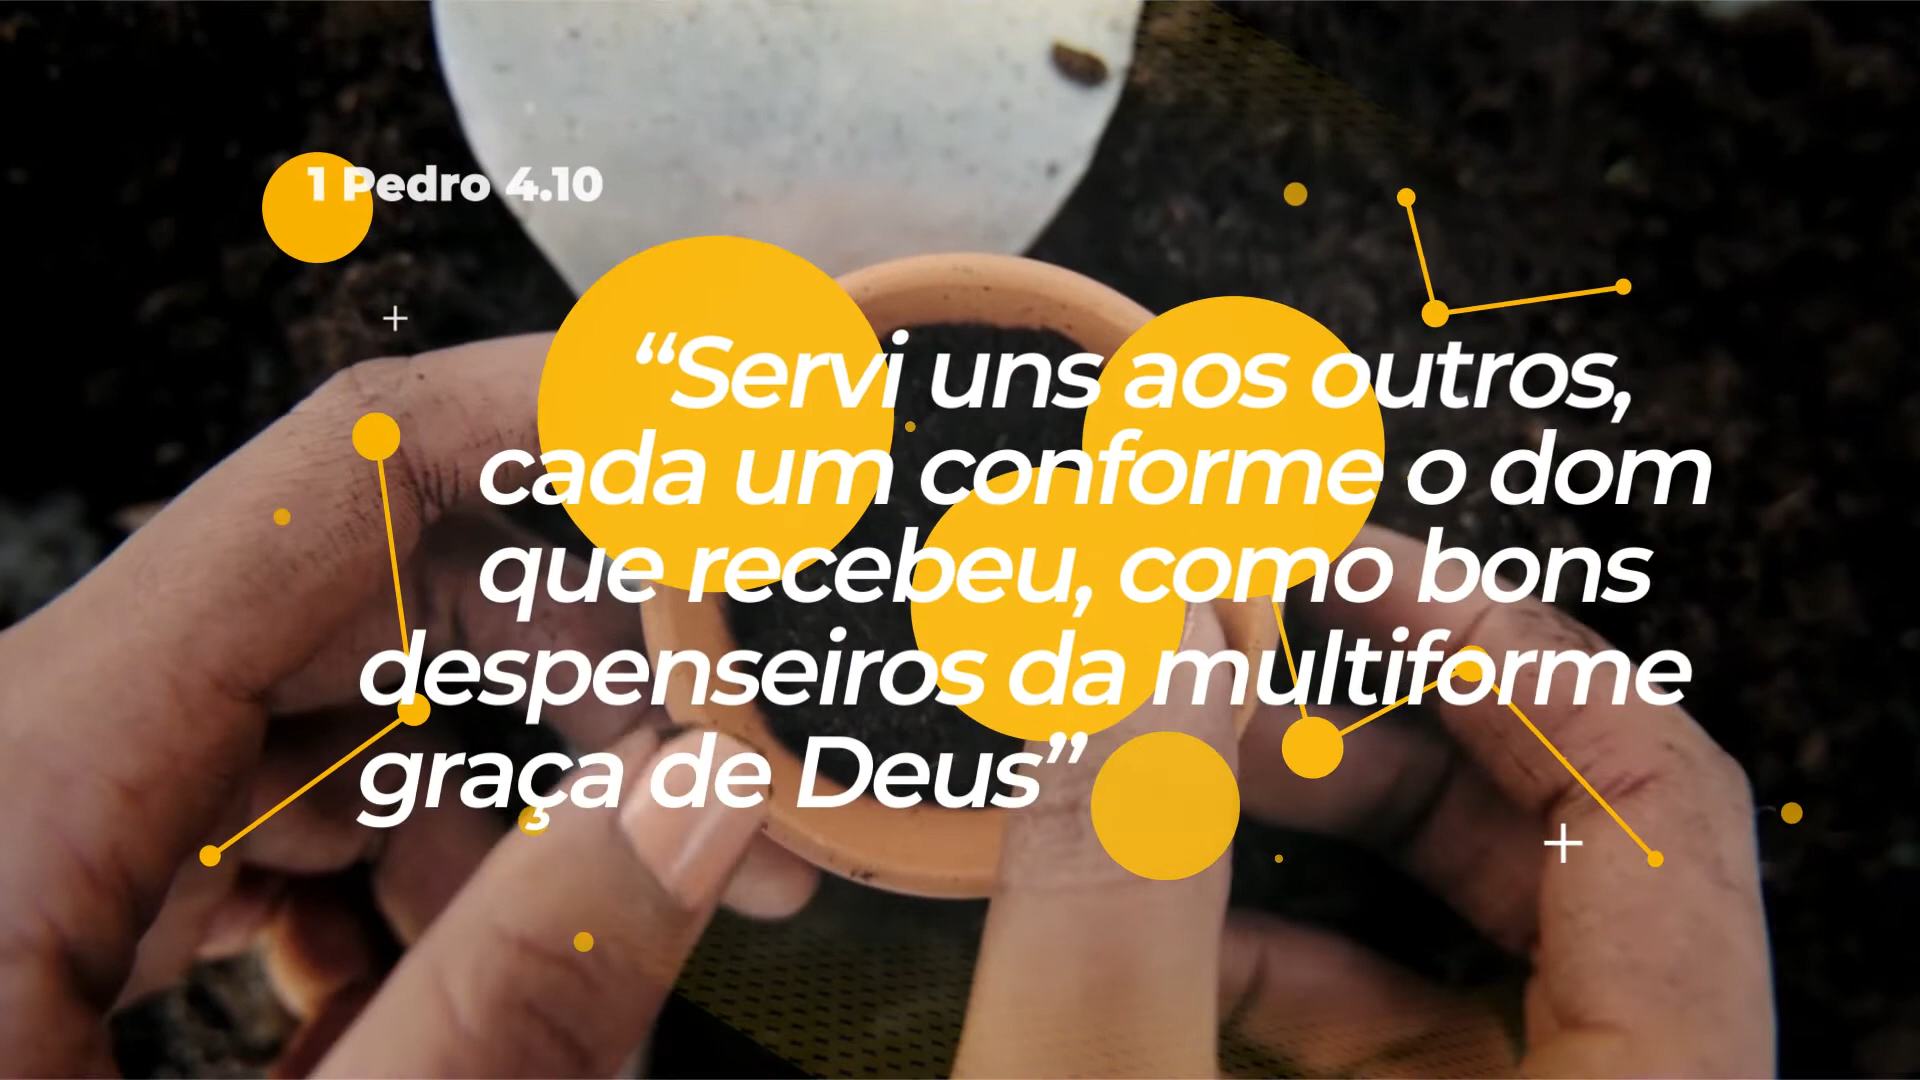 1 Pedro 4.10
“Servi uns aos outros,
cada um conforme o dom
que recebeu, como bons
despenseiros da multiforme
graça de Deus”